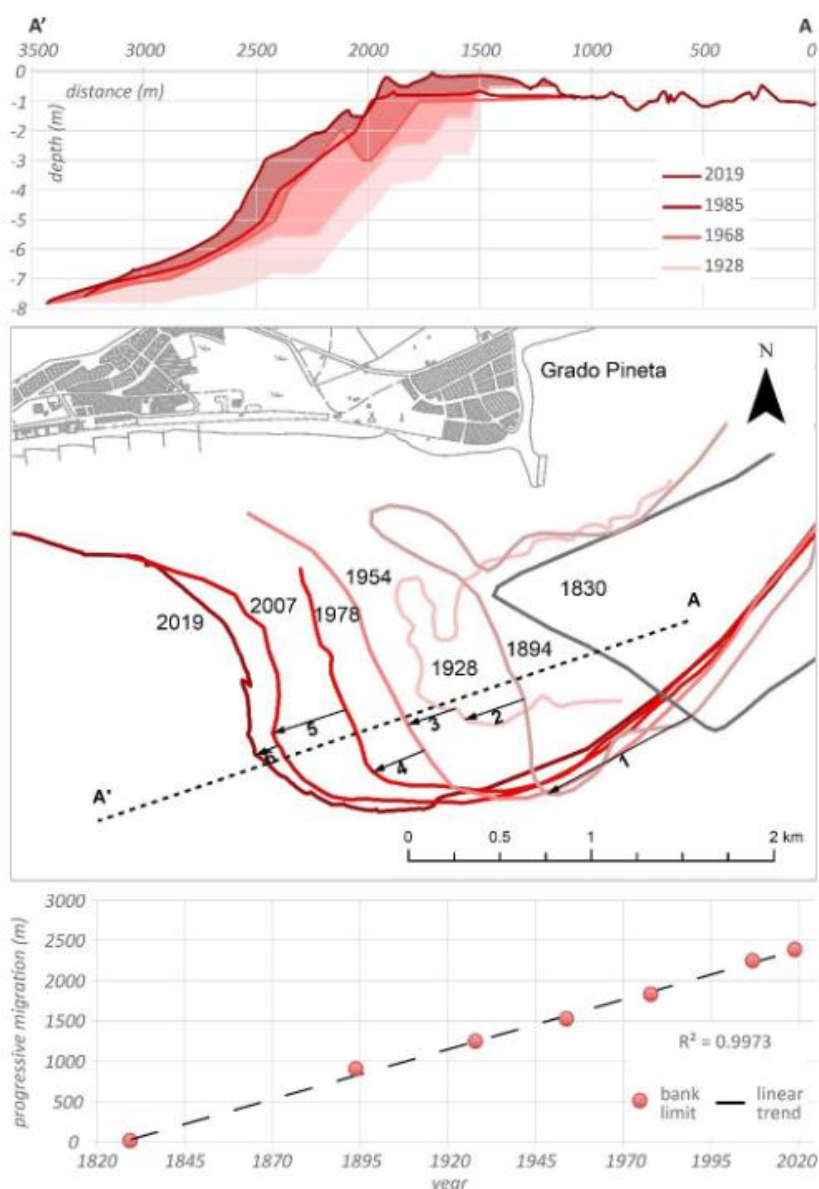 A' A
3500 3000 2500 2000 1500 1000 500 0
distance (m)
depth (m)
0
-1
-2
-3
-4
-5
-6
-7
-8
2019
1985
1968
1928
Grado Pineta
N
1830
1954
2007
1978
2019
A
1894
1928
5
3
2
6
4
1
A'
0 0.5 1 2 km
progressive migration (m)
3000
2500
2000
1500
1000
500
0
R² = 0.9973
bank limit
linear trend
1820 1845 1870 1895 1920 1945 1970 1995 2020
year